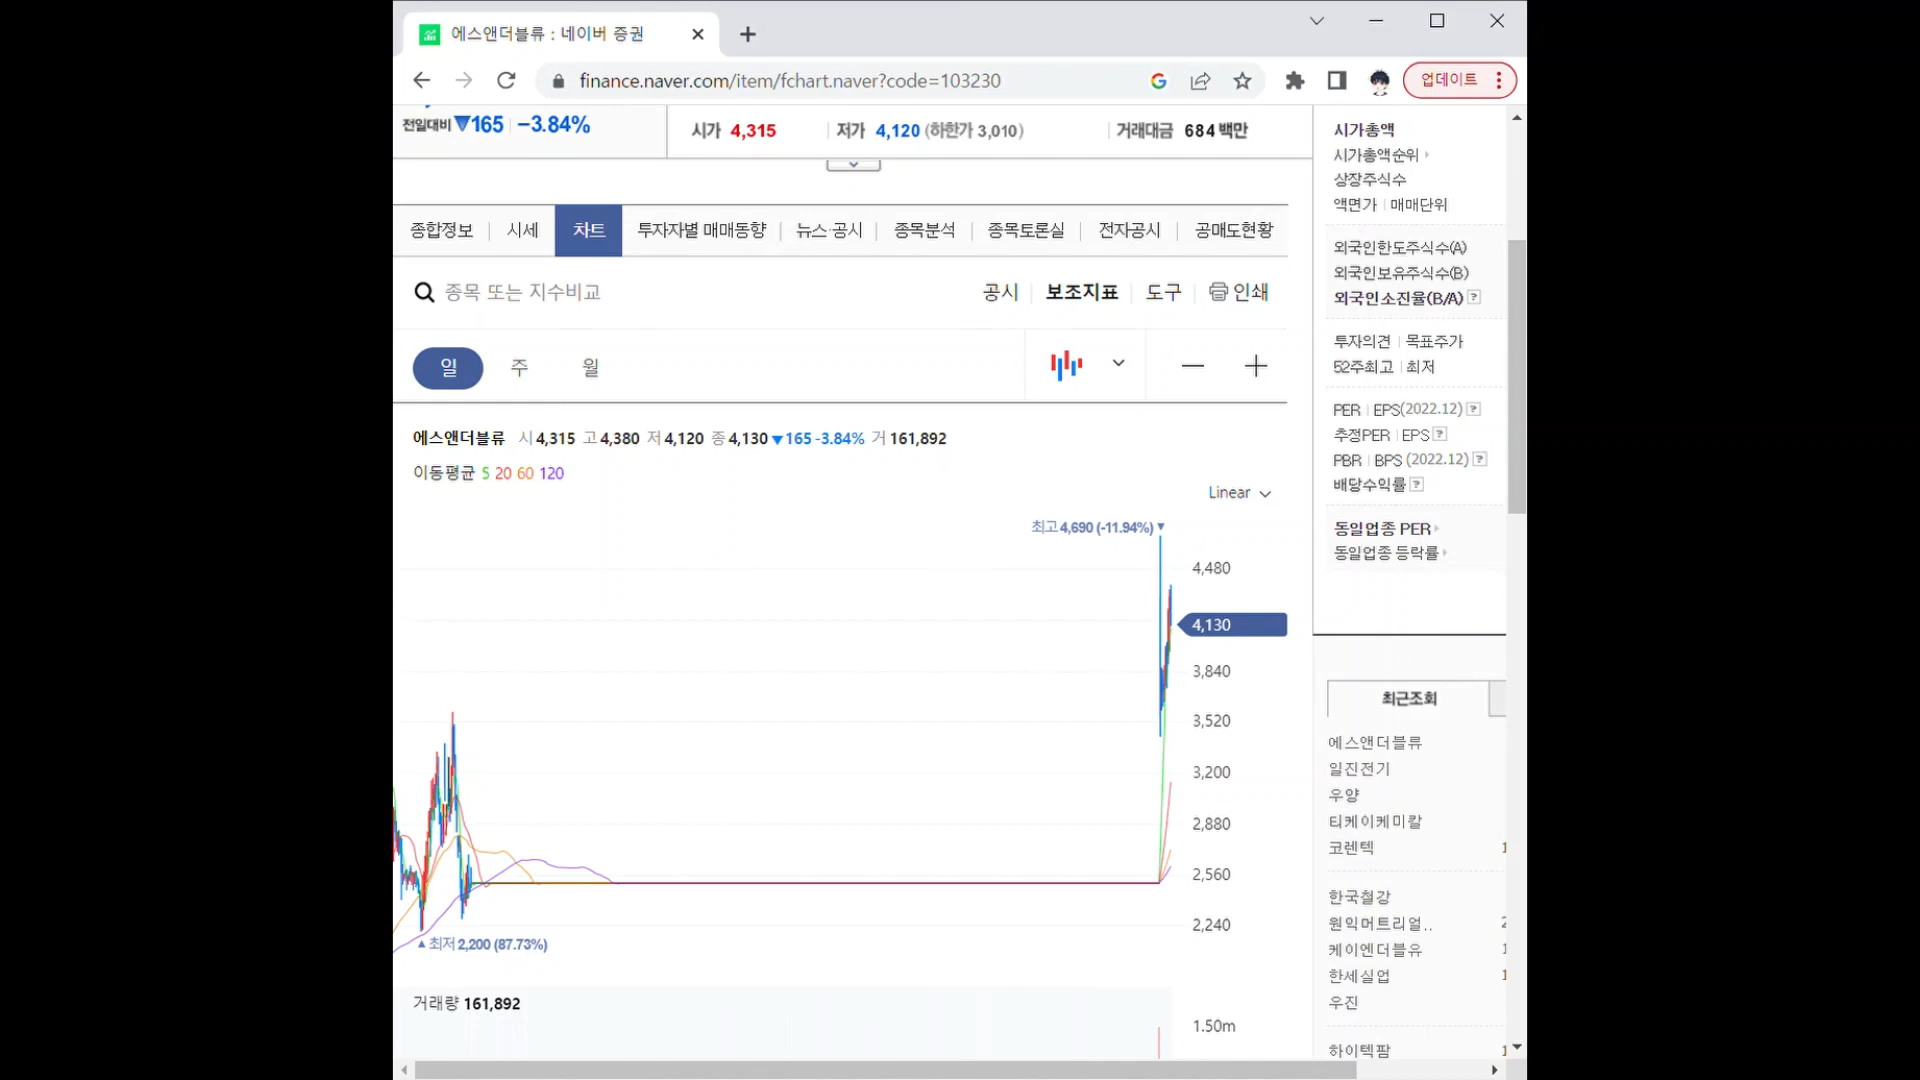 에스앤더블류 : 네이버 증권
finance.naver.com/item/fchart.naver?code=103230
업데이트
전일대비 ▼165 | −3.84%
시가 4,315 | 저가 4,120 (하한가 3,010) | 거래대금 684 백만
종합정보 | 시세 차트 투자자별 매매동향 | 뉴스·공시 | 종목분석 | 종목토론실 | 전자공시 | 공매도현황
종목 또는 지수비교
공시 | 보조지표 | 도구 | 인쇄
일 주 월
에스앤더블류 시 4,315 고 4,380 저 4,120 종 4,130 ▼165 -3.84% 거 161,892
이동평균 5 20 60 120
Linear
최고 4,690 (-11.94%) ▼
4,480
4,130
3,840
3,520
3,200
2,880
2,560
2,240
▲ 최저 2,200 (87.73%)
거래량 161,892
1.50m
시가총액
시가총액순위
상장주식수
액면가 | 매매단위
외국인한도주식수(A)
외국인보유주식수(B)
외국인소진율(B/A) ?
투자의견 | 목표주가
52주최고 | 최저
PER | EPS(2022.12) ?
추정PER | EPS ?
PBR | BPS (2022.12) ?
배당수익률 ?
동일업종 PER
동일업종 등락률
최근조회
에스앤더블류
일진전기
우양
티케이케미칼
코렌텍 1
한국철강
원익머트리얼.. 2
케이엔더블유 1
한세실업 1
우진
하이텍팜 1